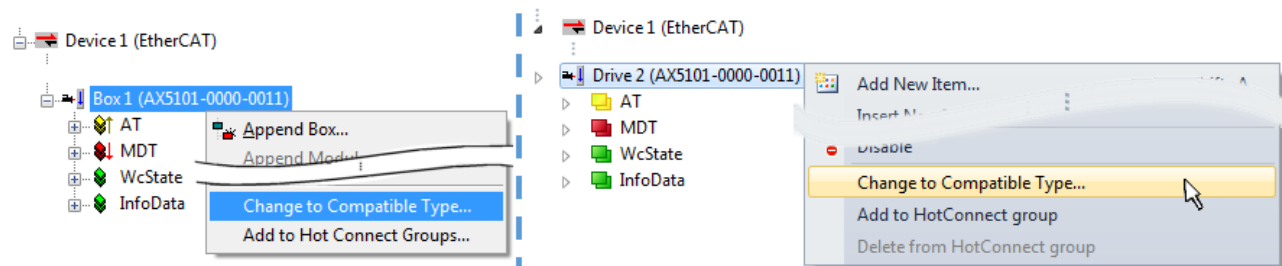 Device 1 (EtherCAT)
Box 1 (AX5101-0000-0011)
AT
MDT
WcState
InfoData
Append Box...
Append Modul
Change to Compatible Type...
Add to Hot Connect Groups...
Device 1 (EtherCAT)
Drive 2 (AX5101-0000-0011)
AT
MDT
WcState
InfoData
Add New Item...
Insert
Disable
Change to Compatible Type...
Add to HotConnect group
Delete from HotConnect group